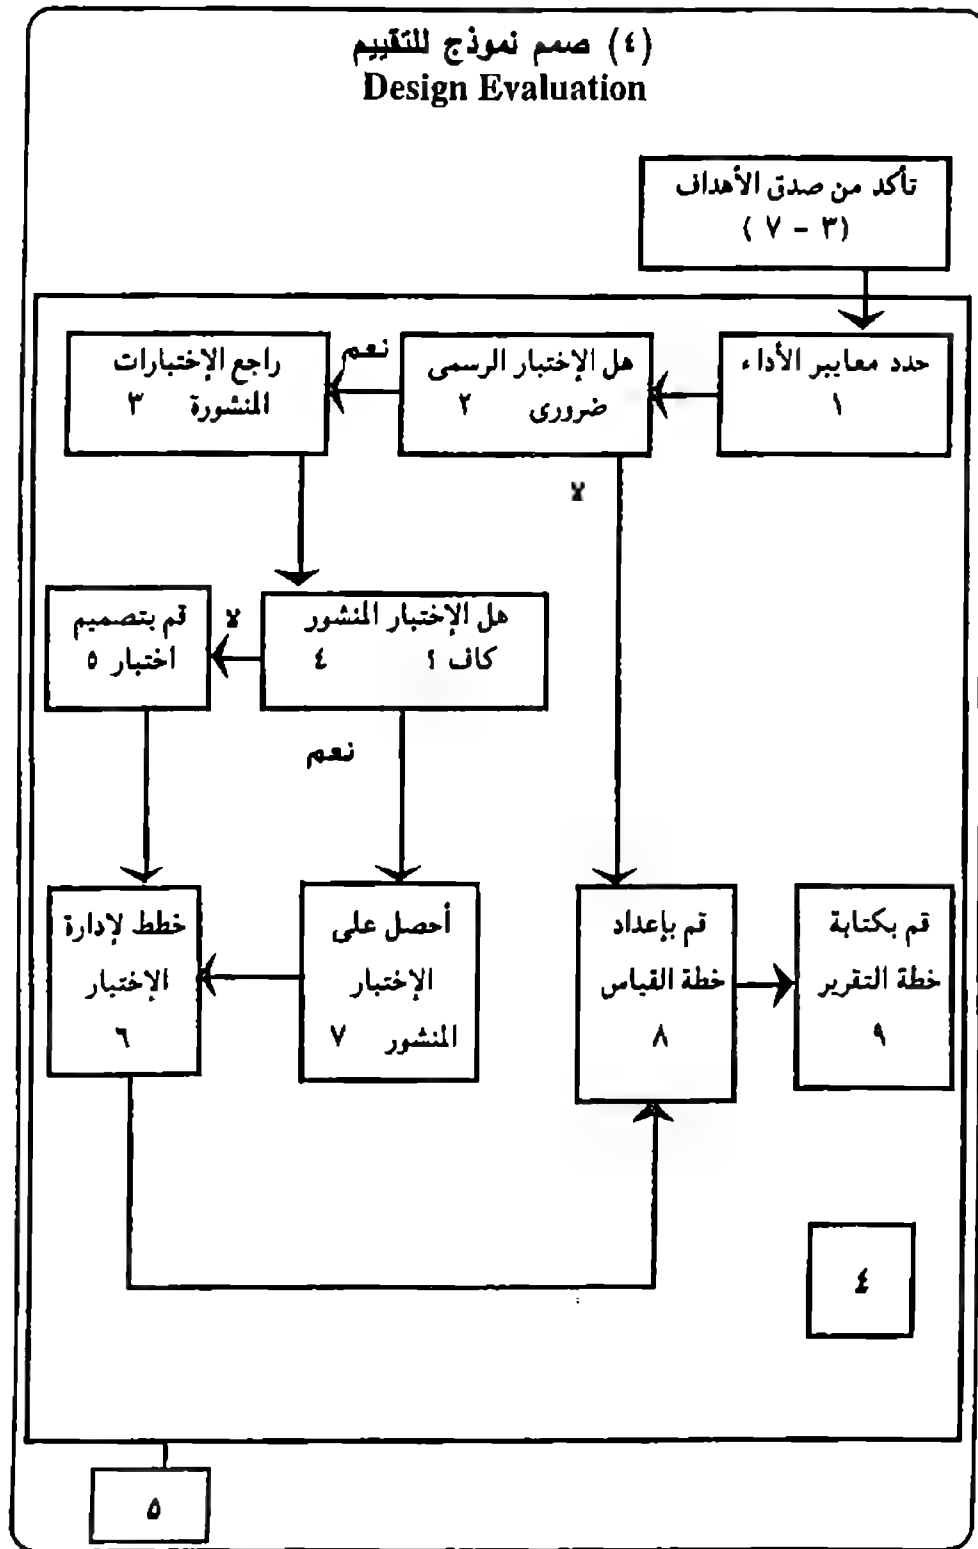 (٤) صمم نموذج للتقييم
Design Evaluation
تأكد من صدق الأهداف
(٣ - ٧)
حدد معايير الأداء
١
هل الإختبار الرسمى
ضرورى ٢
نعم
راجع الإختبارات
المنشورة ٣
لا
هل الإختبار المنشور
كاف ؟ ٤
لا
قم بتصميم
اختبار ٥
نعم
خطط لإدارة
الإختبار
٦
أحصل على
الإختبار
المنشور ٧
قم بإعداد
خطة القياس
٨
قم بكتابة
خطة التقرير
٩
٤
٥